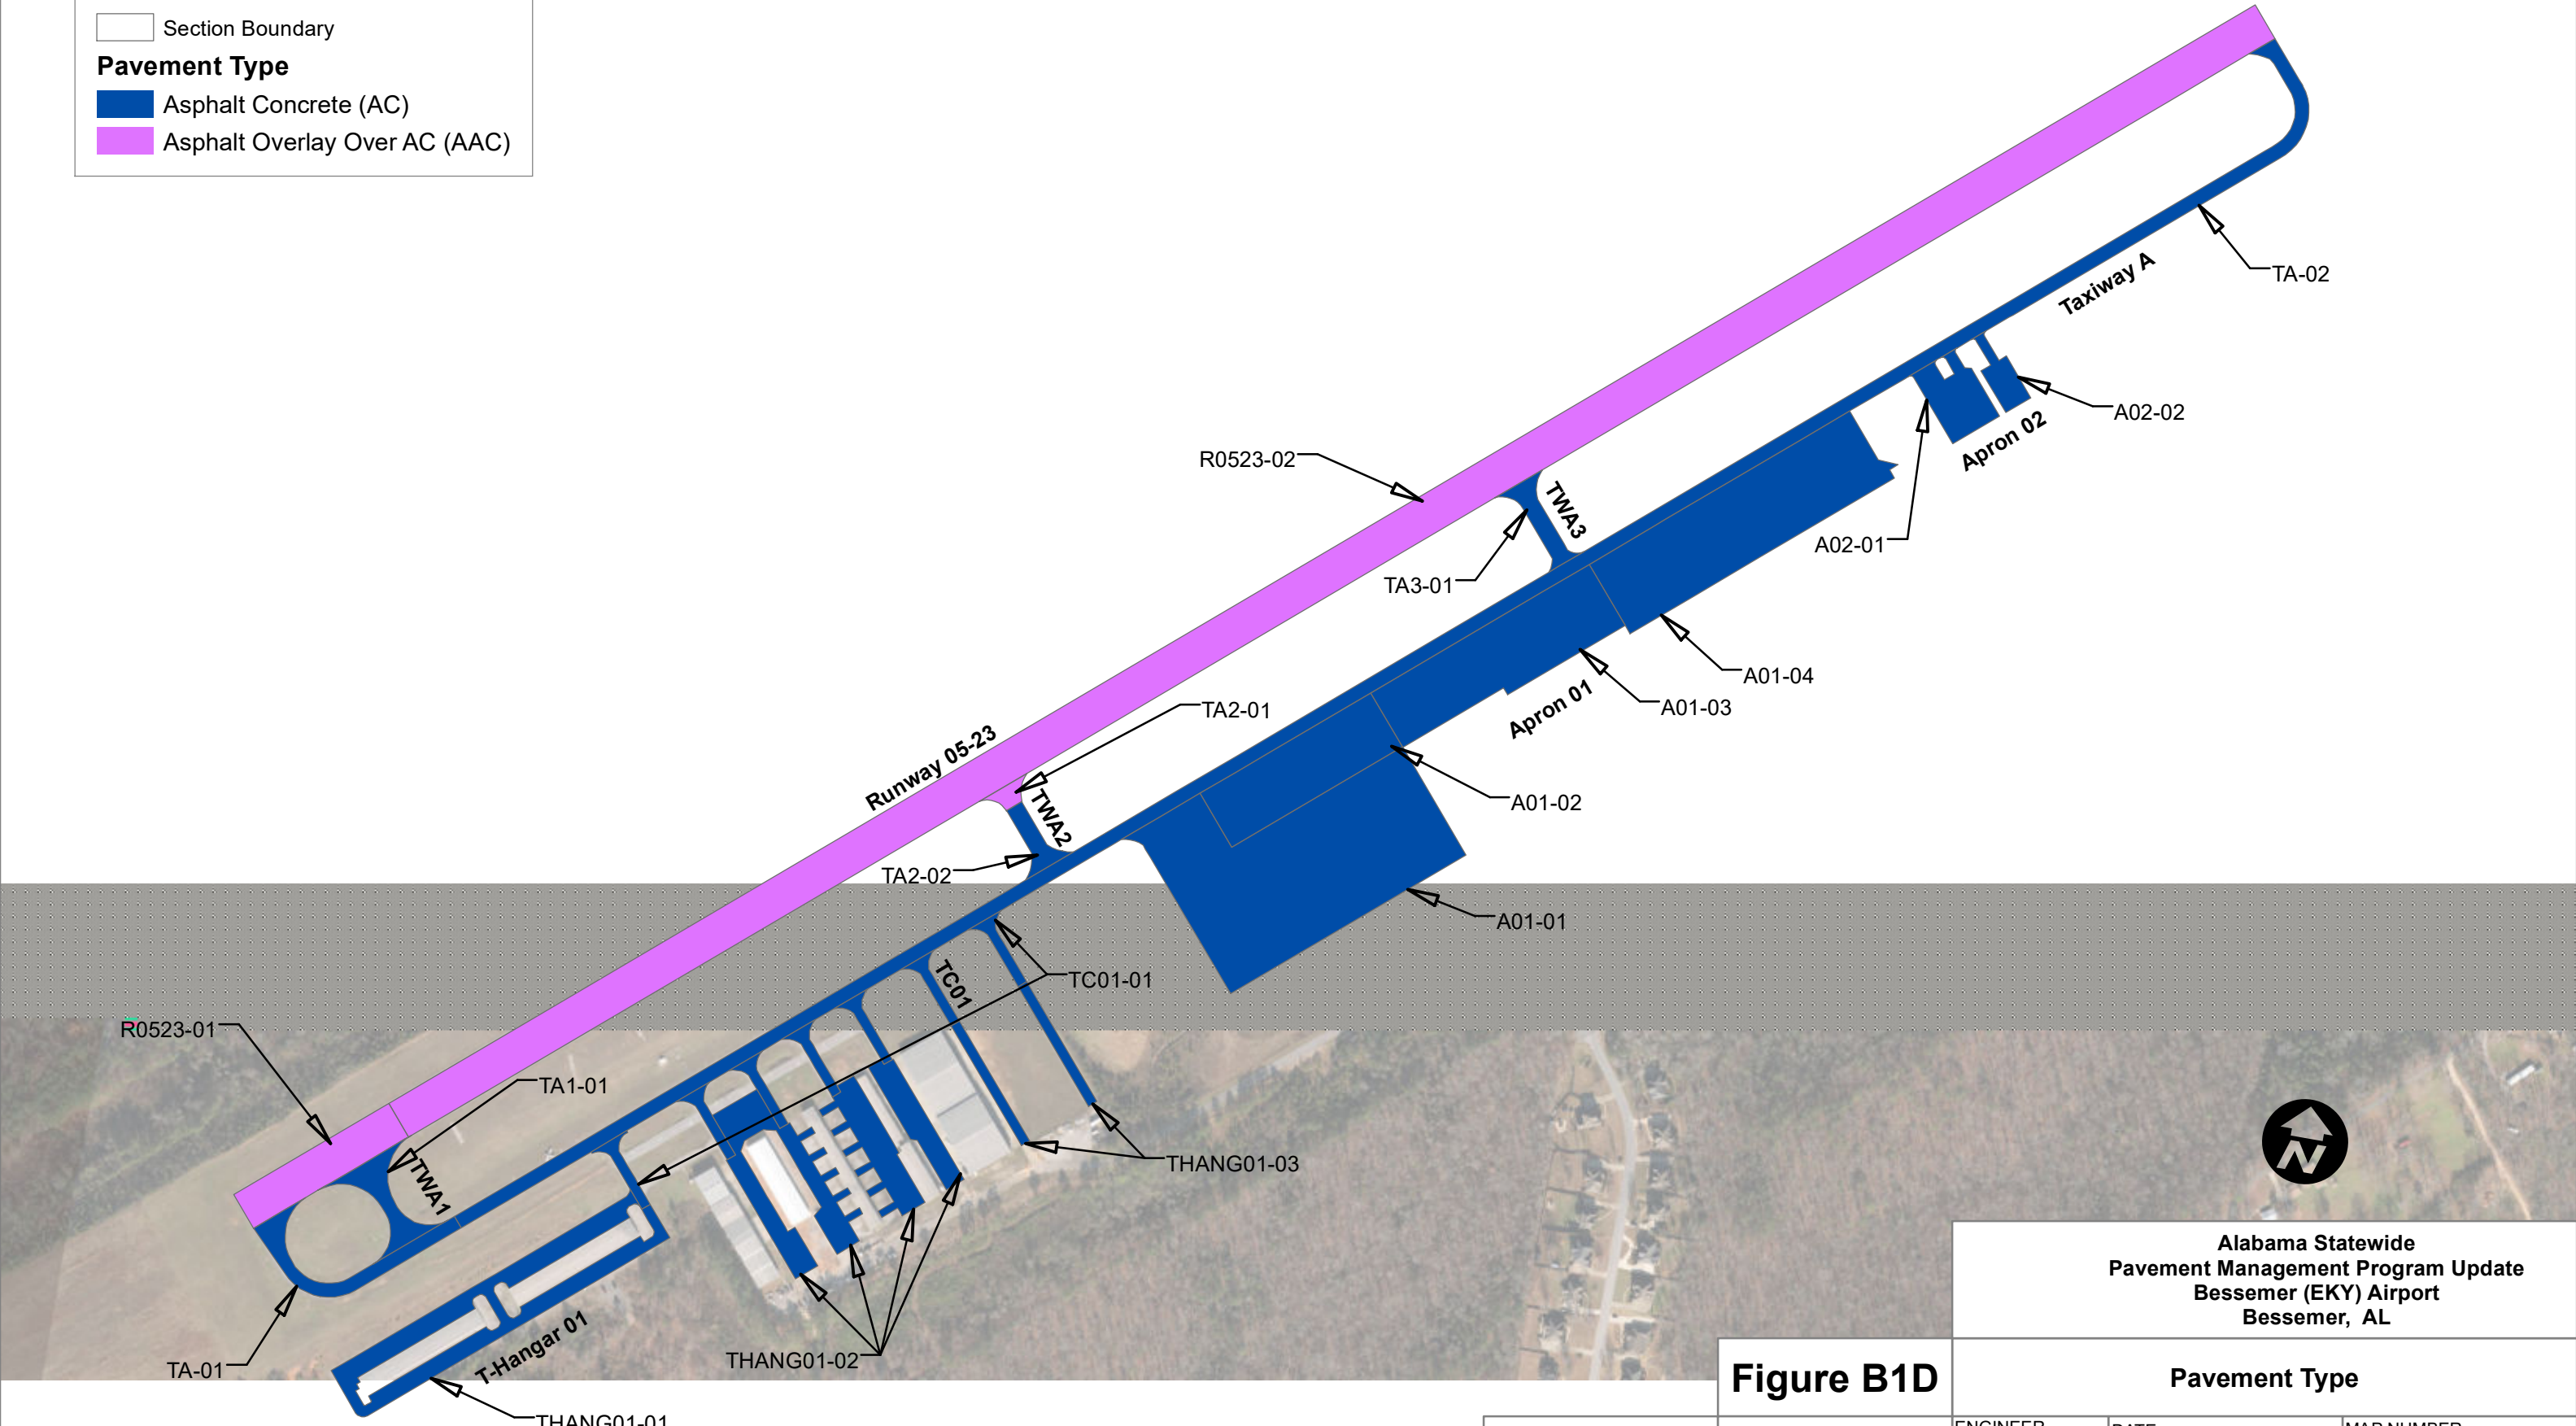 Section Boundary
Pavement Type
Asphalt Concrete (AC)
Asphalt Overlay Over AC (AAC)
TA-02
Taxiway A
A02-02
Apron 02
R0523-02
TWA3
A02-01
TA3-01
A01-04
A01-03
Apron 01
TA2-01
Runway 05-23
TWA2
A01-02
TA2-02
A01-01
TC01
TC01-01
R0523-01
TA1-01
TWA1
THANG01-03
T-Hangar 01
THANG01-02
TA-01
THANG01-01
N
Alabama Statewide
Pavement Management Program Update
Bessemer (EKY) Airport
Bessemer, AL
Figure B1D
Pavement Type
ENGINEER
DATE
MAP NUMBER